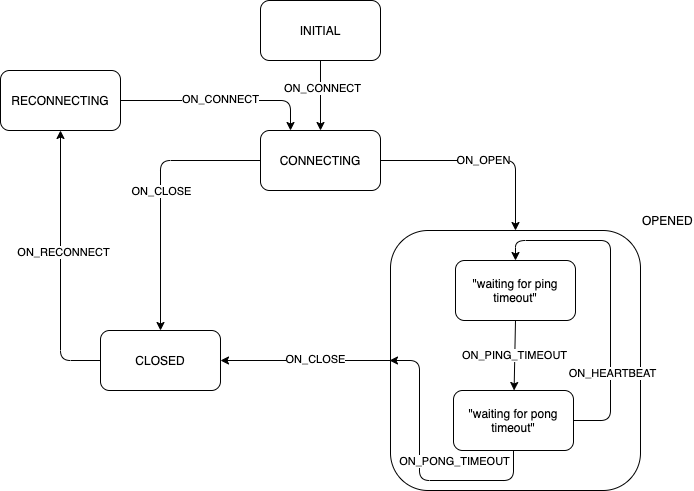 INITIAL
ON_CONNECT
RECONNECTING
ON_CONNECT
CONNECTING
ON_OPEN
ON_CLOSE
OPENED
ON_RECONNECT
"waiting for ping
timeout"
ON_PING_TIMEOUT
CLOSED
ON_CLOSE
ON_HEARTBEAT
"waiting for pong
timeout"
ON_PONG_TIMEOUT